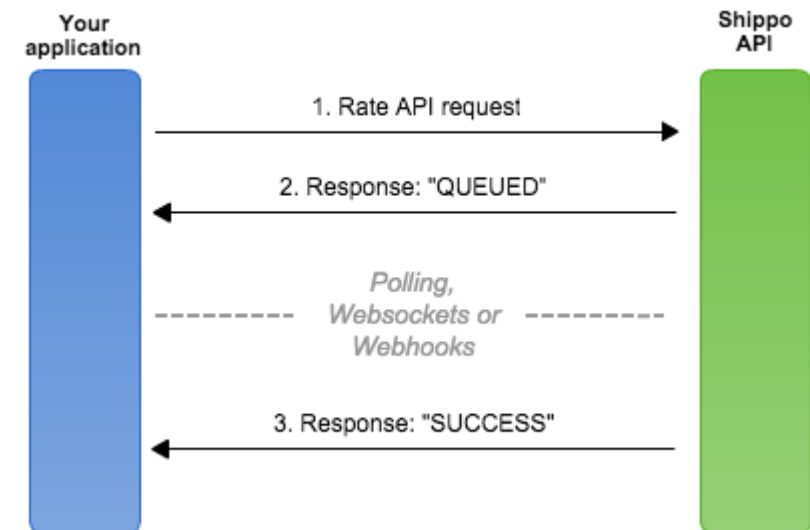 Your
application
Shippo
API
1. Rate API request
2. Response: "QUEUED"
Polling,
Websockets or
Webhooks
3. Response: "SUCCESS"